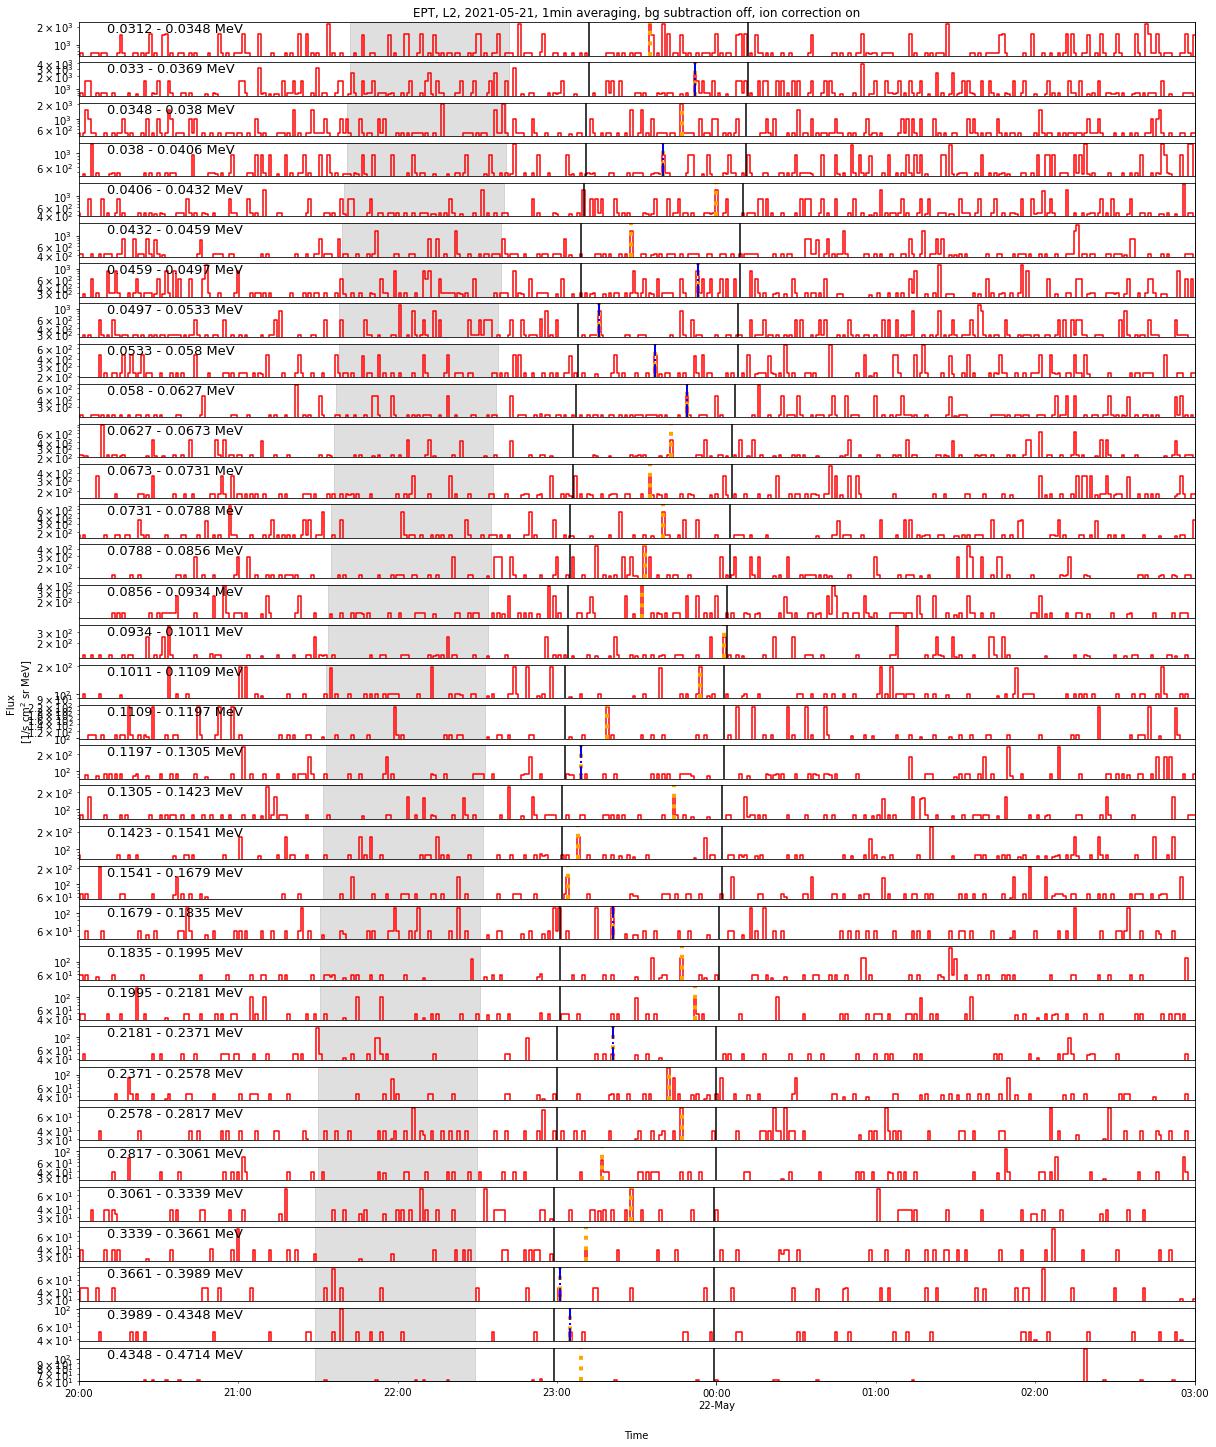 EPT, L2, 2021-05-21, 1min averaging, bg subtraction off, ion correction on
0.0312 - 0.0348 MeV
0.033 - 0.0369 MeV
0.0348 - 0.038 MeV
0.038 - 0.0406 MeV
0.0406 - 0.0432 MeV
0.0432 - 0.0459 MeV
0.0459 - 0.0497 MeV
0.0497 - 0.0533 MeV
0.0533 - 0.058 MeV
0.058 - 0.0627 MeV
0.0627 - 0.0673 MeV
0.0673 - 0.0731 MeV
0.0731 - 0.0788 MeV
0.0788 - 0.0856 MeV
0.0856 - 0.0934 MeV
0.0934 - 0.1011 MeV
0.1011 - 0.1109 MeV
0.1109 - 0.1197 MeV
0.1197 - 0.1305 MeV
0.1305 - 0.1423 MeV
0.1423 - 0.1541 MeV
0.1541 - 0.1679 MeV
0.1679 - 0.1835 MeV
0.1835 - 0.1995 MeV
0.1995 - 0.2181 MeV
0.2181 - 0.2371 MeV
0.2371 - 0.2578 MeV
0.2578 - 0.2817 MeV
0.2817 - 0.3061 MeV
0.3061 - 0.3339 MeV
0.3339 - 0.3661 MeV
0.3661 - 0.3989 MeV
0.3989 - 0.4348 MeV
0.4348 - 0.4714 MeV
Flux
[1/s cm² sr MeV]
20:00 21:00 22:00 23:00 00:00 01:00 02:00 03:00
22-May
Time